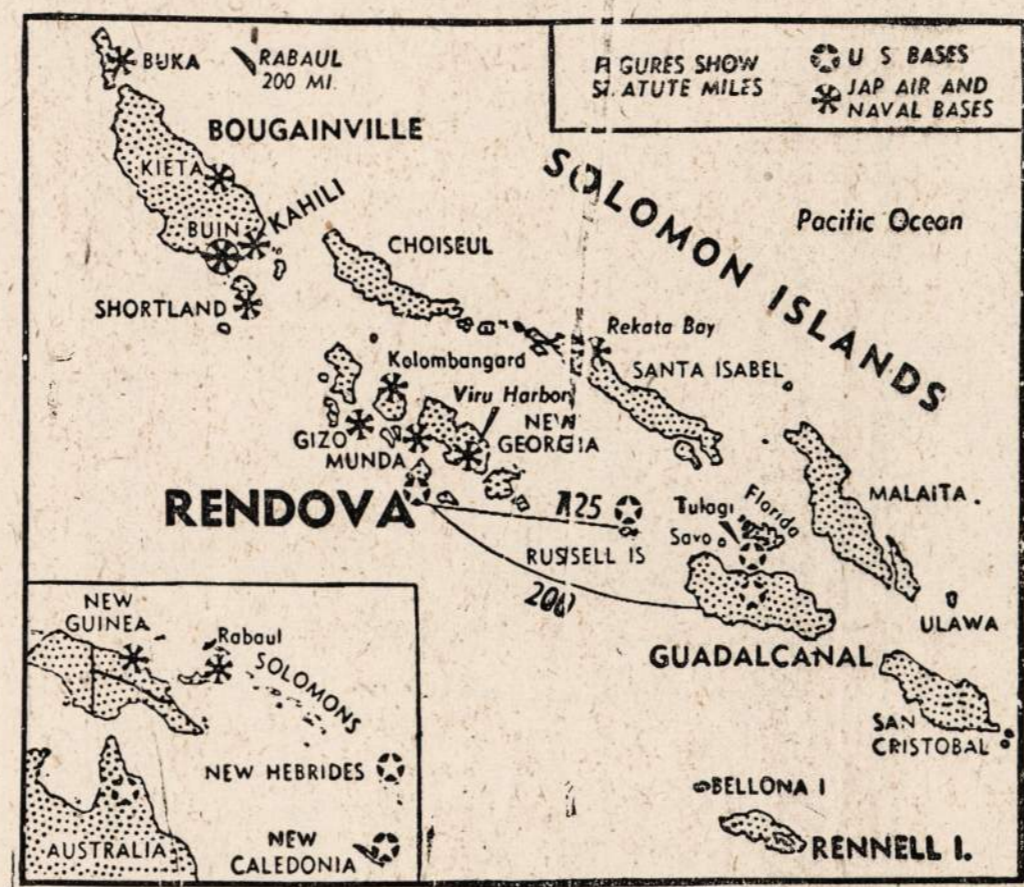 BUKA
RABAUL
200 MI.
FIGURES SHOW
STATUTE MILES
U S BASES
JAP AIR AND
NAVAL BASES
BOUGAINVILLE
KIETA
BUIN
KAHILI
SHORTLAND
CHOISEUL
SOLOMON ISLANDS
Pacific Ocean
Rekata Bay
SANTA ISABEL
Kolombangara
Viru Harbor
NEW
GEORGIA
GIZO
MUNDA
RENDOVA
125
RUSSELL IS
200
Tulagi
Florida
Savo
MALAITA
GUADALCANAL
ULAWA
SAN
CRISTOBAL
BELLONA I
RENNELL I.
NEW
GUINEA
Rabaul
SOLOMONS
NEW HEBRIDES
NEW
CALEDONIA
AUSTRALIA